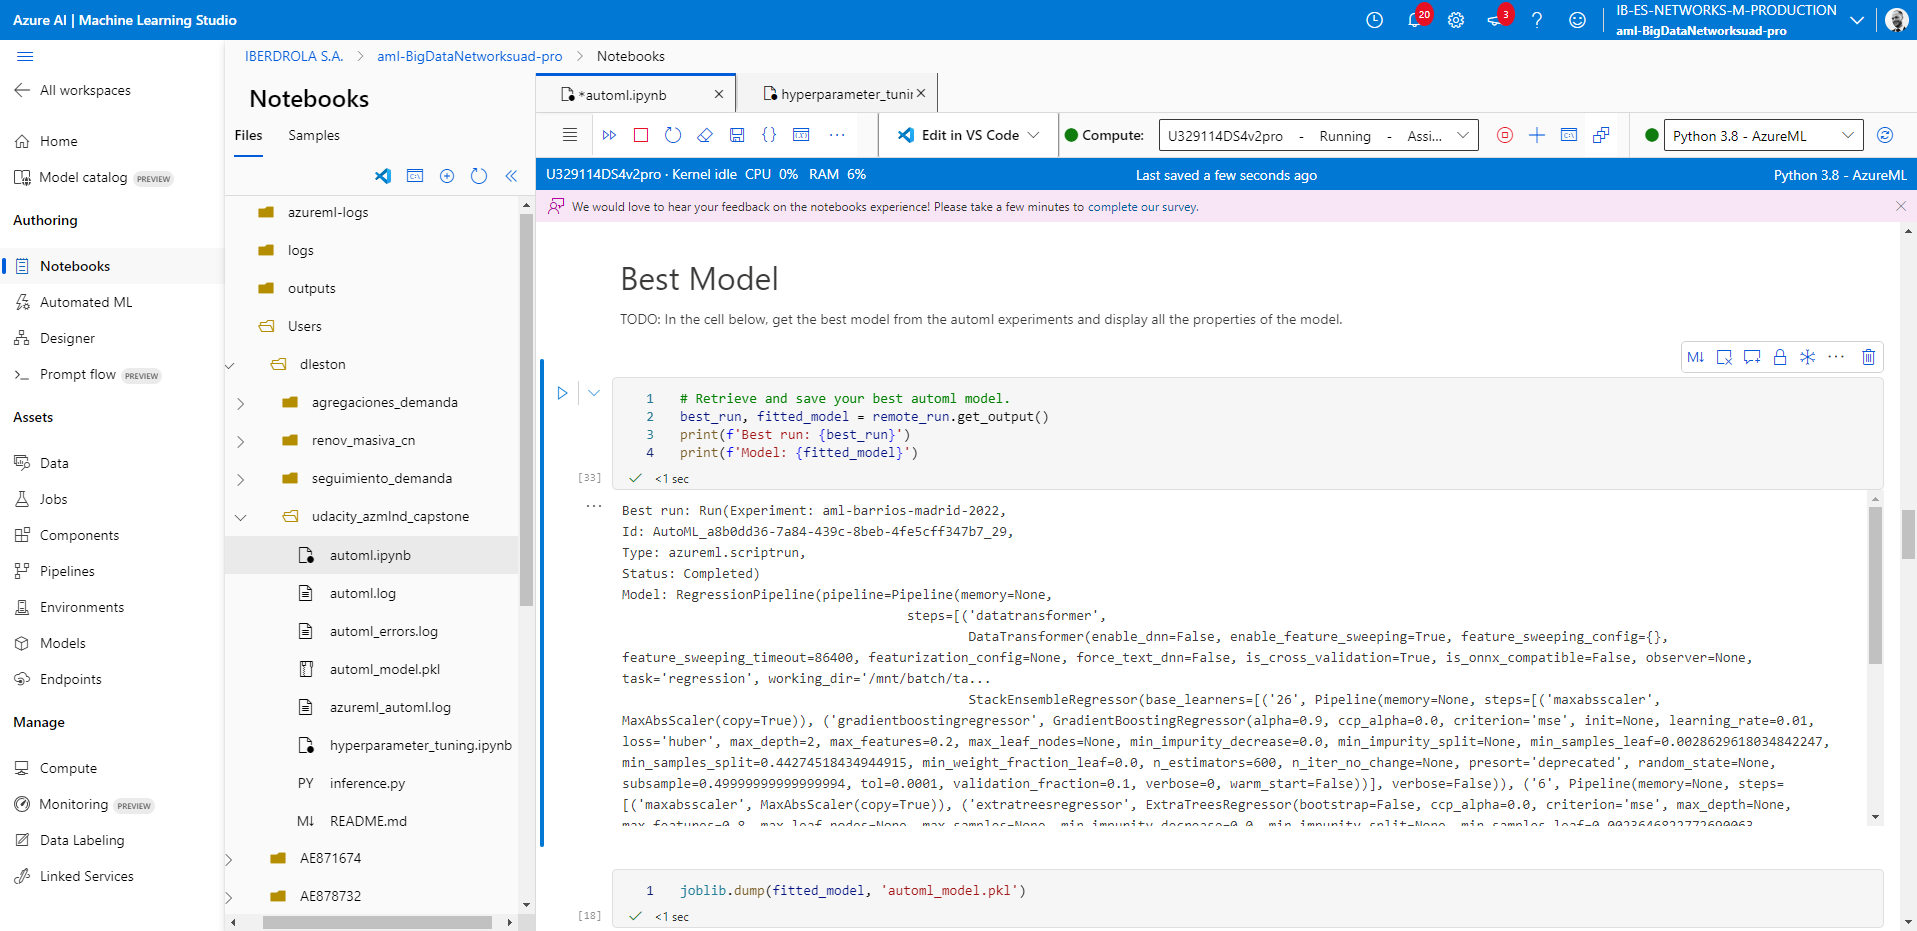 Azure AI | Machine Learning Studio
20
3
IB-ES-NETWORKS-M-PRODUCTION
aml-BigDataNetworksuad-pro
All workspaces
Home
Model catalog PREVIEW
Authoring
Notebooks
Automated ML
Designer
Prompt flow PREVIEW
Assets
Data
Jobs
Components
Pipelines
Environments
Models
Endpoints
Manage
Compute
Monitoring PREVIEW
Data Labeling
Linked Services
IBERDROLA S.A. > aml-BigDataNetworksuad-pro > Notebooks
Notebooks
Files Samples
azureml-logs
logs
outputs
Users
dleston
agregaciones_demanda
renov_masiva_cn
seguimiento_demanda
udacity_azmlnd_capstone
automl.ipynb
automl.log
automl_errors.log
automl_model.pkl
azureml_automl.log
hyperparameter_tuning.ipynb
PY inference.py
M↓ README.md
AE871674
AE878732
*automl.ipynb
hyperparameter_tunin
Edit in VS Code
Compute:
U329114DS4v2pro - Running - Assi...
Python 3.8 - AzureML
U329114DS4v2pro · Kernel idle CPU 0% RAM 6%
Last saved a few seconds ago
Python 3.8 - AzureML
We would love to hear your feedback on the notebooks experience! Please take a few minutes to complete our survey.
Best Model
TODO: In the cell below, get the best model from the automl experiments and display all the properties of the model.
M↓
1 # Retrieve and save your best automl model.
2 best_run, fitted_model = remote_run.get_output()
3 print(f'Best run: {best_run}')
4 print(f'Model: {fitted_model}')
[33] <1 sec
Best run: Run(Experiment: aml-barrios-madrid-2022,
Id: AutoML_a8b0dd36-7a84-439c-8beb-4fe5cff347b7_29,
Type: azureml.scriptrun,
Status: Completed)
Model: RegressionPipeline(pipeline=Pipeline(memory=None,
steps=[('datatransformer',
DataTransformer(enable_dnn=False, enable_feature_sweeping=True, feature_sweeping_config={},
feature_sweeping_timeout=86400, featurization_config=None, force_text_dnn=False, is_cross_validation=True, is_onnx_compatible=False, observer=None,
task='regression', working_dir='/mnt/batch/ta...
StackEnsembleRegressor(base_learners=[('26', Pipeline(memory=None, steps=[('maxabsscaler',
MaxAbsScaler(copy=True)), ('gradientboostingregressor', GradientBoostingRegressor(alpha=0.9, ccp_alpha=0.0, criterion='mse', init=None, learning_rate=0.01,
loss='huber', max_depth=2, max_features=0.2, max_leaf_nodes=None, min_impurity_decrease=0.0, min_impurity_split=None, min_samples_leaf=0.0028629618034842247,
min_samples_split=0.44274518434944915, min_weight_fraction_leaf=0.0, n_estimators=600, n_iter_no_change=None, presort='deprecated', random_state=None,
subsample=0.49999999999999994, tol=0.0001, validation_fraction=0.1, verbose=0, warm_start=False))], verbose=False)), ('6', Pipeline(memory=None, steps=
[('maxabsscaler', MaxAbsScaler(copy=True)), ('extratreesregressor', ExtraTreesRegressor(bootstrap=False, ccp_alpha=0.0, criterion='mse', max_depth=None,
max_features=0.8, max_leaf_nodes=None, max_samples=None, min_impurity_decrease=0.0, min_impurity_split=None,
1 joblib.dump(fitted_model, 'automl_model.pkl')
[18] <1 sec